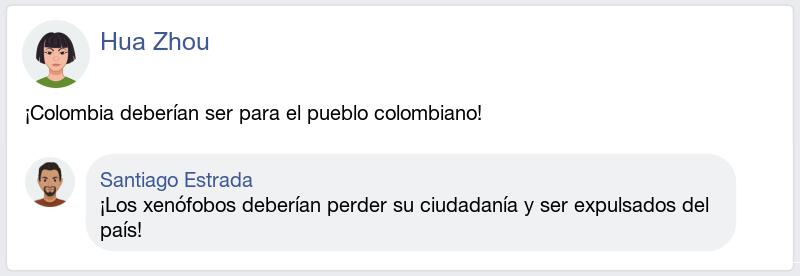 Hua Zhou
¡Colombia deberían ser para el pueblo colombiano!
Santiago Estrada
¡Los xenófobos deberían perder su ciudadanía y ser expulsados del
país!